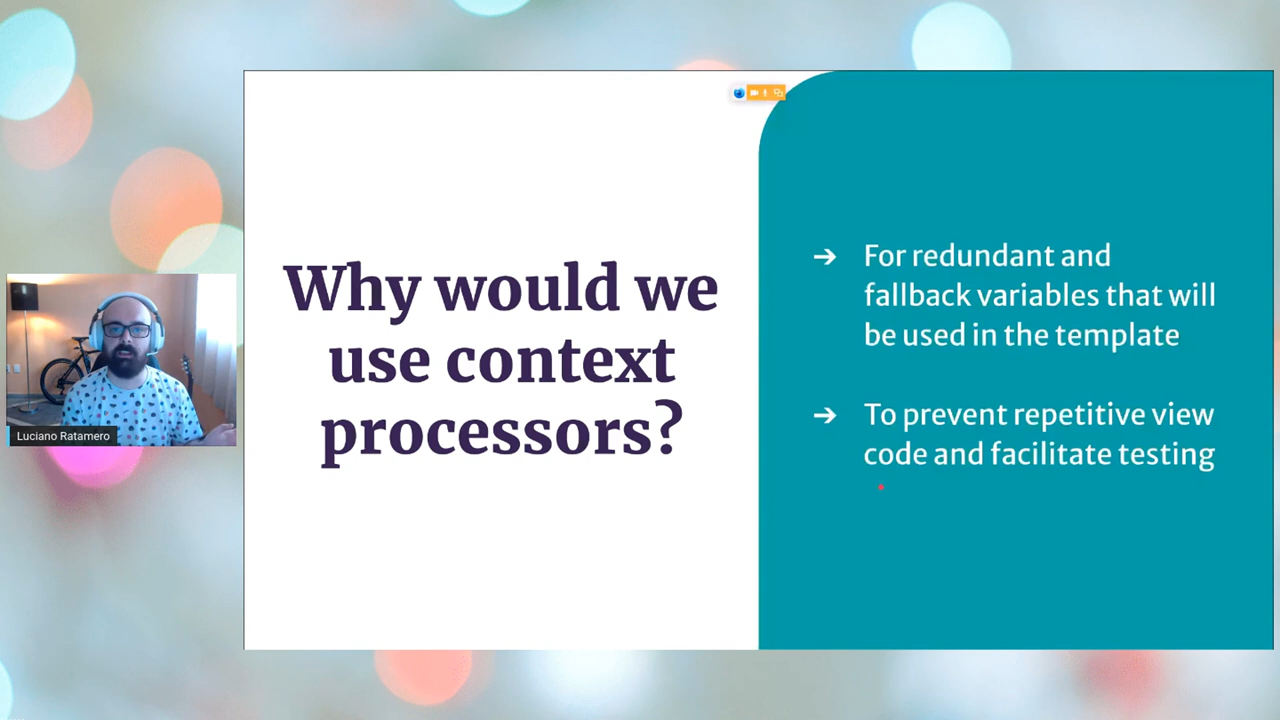 Why would we
use context
processors?
➔ For redundant and
fallback variables that will
be used in the template
➔ To prevent repetitive view
code and facilitate testing
Luciano Ratamero